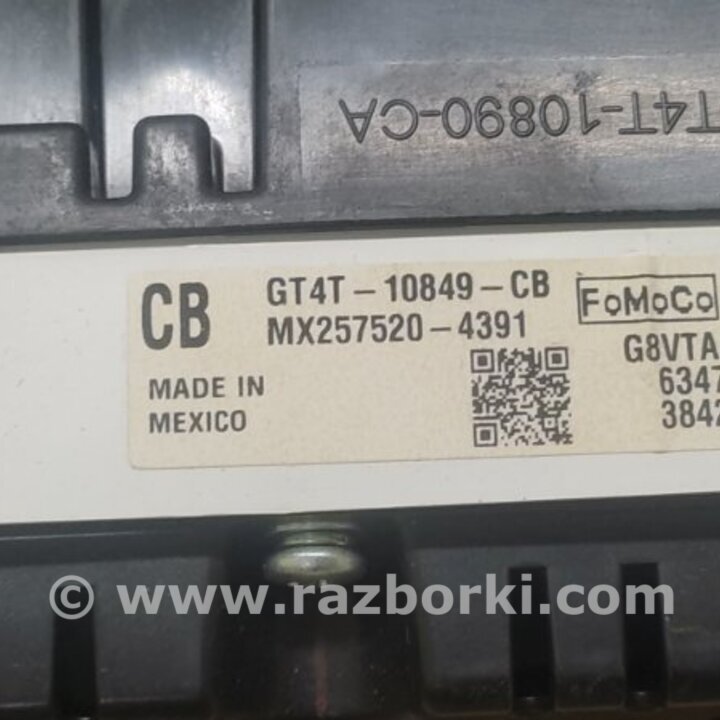 T4T-10890-CA
CB
GT4T-10849-CB
MX257520-4391
FoMoCo
G8VTA
MADE IN
MEXICO
6347
3842
© www.razborki.com